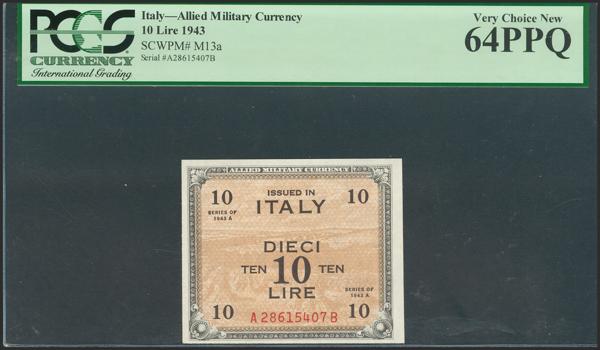 PCGS
CURRENCY
International Grading
Italy—Allied Military Currency
10 Lire 1943
SCWPM# M13a
Serial #A28615407B
Very Choice New
64PPQ
ALLIED MILITARY CURRENCY
10 ISSUED IN 10
SERIES OF
1943 A
ITALY
DIECI
TEN 10 TEN
LIRE
SERIES OF
1943 A
10 A28615407B 10